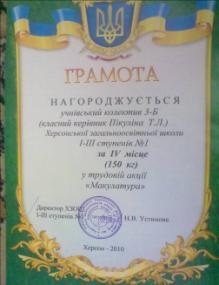 ГРАМОТА
НАГОРОДЖУЄТЬСЯ
учнівський колектив 3-Б
(класний керівник Пікуліна Т.Л.)
Херсонської загальноосвітньої школи
І-ІІІ ступенів №1
за IV місце
(150 кг)
у трудовій акції
«Макулатура»
Директор ХЗОШ
І-ІІІ ступенів №1
Н.В. Устинова
Херсон - 2010